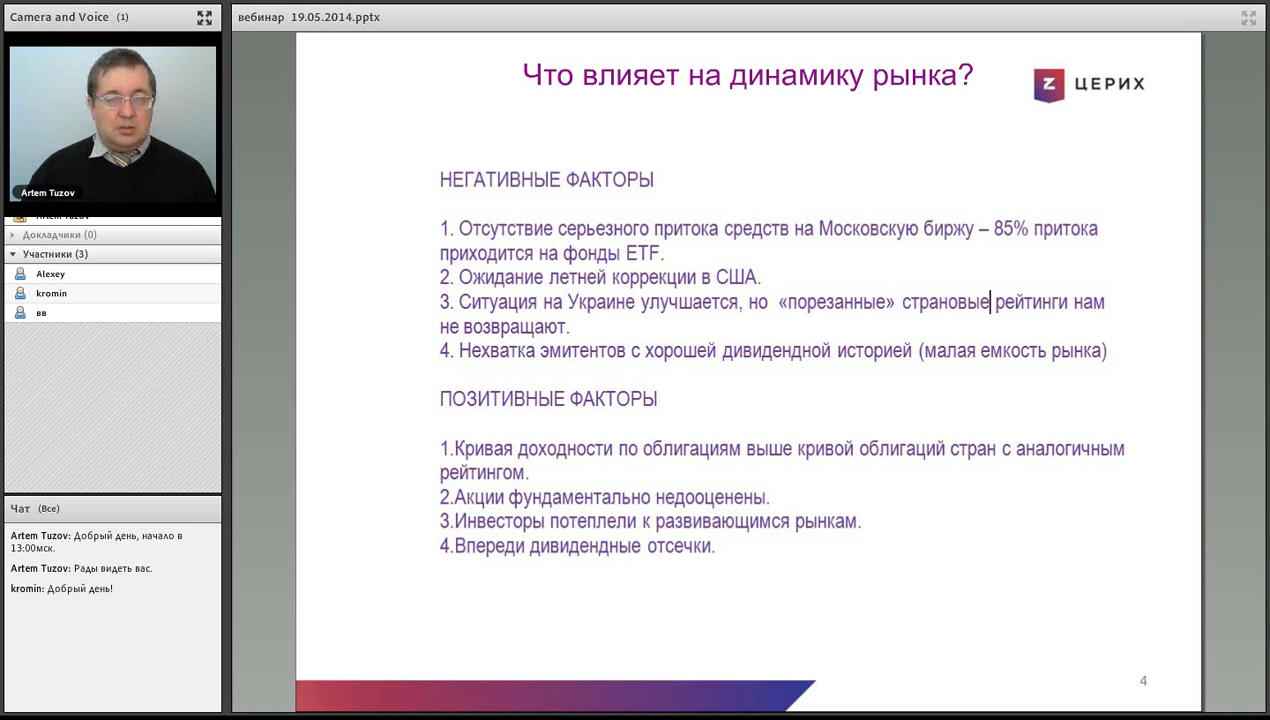 Camera and Voice (1)
вебинар 19.05.2014.pptx
Artem Tuzov
Artem Tuzov
Докладчики (0)
Участники (3)
Alexey
kromin
вв
Чат (Все)
Artem Tuzov: Добрый день, начало в
13:00мск.
Artem Tuzov: Рады видеть вас.
kromin: Добрый день!
Что влияет на динамику рынка?
Z ЦЕРИХ
НЕГАТИВНЫЕ ФАКТОРЫ
1. Отсутствие серьезного притока средств на Московскую биржу – 85% притока
приходится на фонды ETF.
2. Ожидание летней коррекции в США.
3. Ситуация на Украине улучшается, но «порезанные» страновые рейтинги нам
не возвращают.
4. Нехватка эмитентов с хорошей дивидендной историей (малая емкость рынка)
ПОЗИТИВНЫЕ ФАКТОРЫ
1.Кривая доходности по облигациям выше кривой облигаций стран с аналогичным
рейтингом.
2.Акции фундаментально недооценены.
3.Инвесторы потеплели к развивающимся рынкам.
4.Впереди дивидендные отсечки.
4